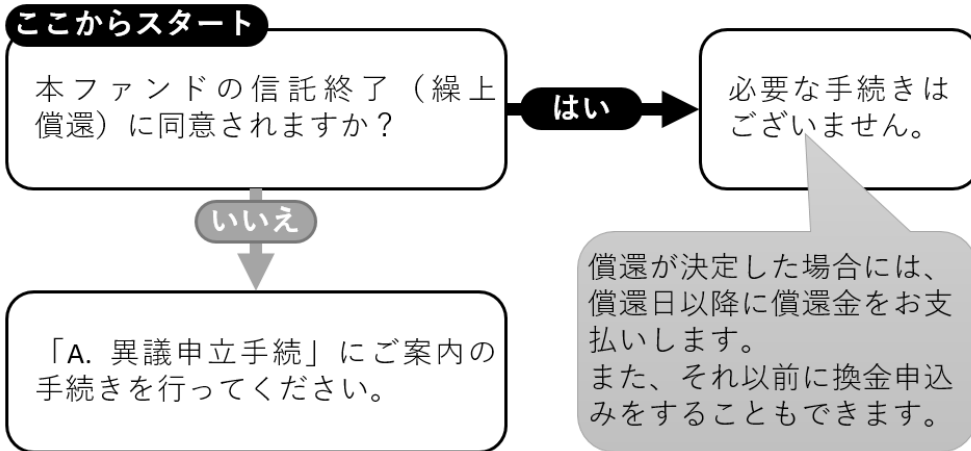 ここからスタート
本ファンドの信託終了（繰上
償還）に同意されますか？
はい
必要な手続きは
ございません。
いいえ
償還が決定した場合には、
償還日以降に償還金をお支
払いします。
また、それ以前に換金申込
みをすることもできます。
「A. 異議申立手続」にご案内の
手続きを行ってください。